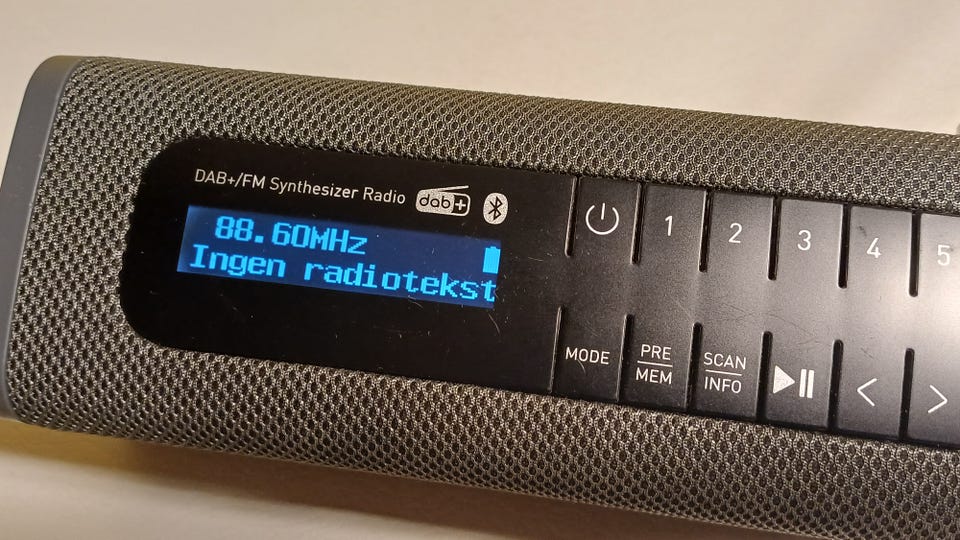 DAB+/FM Synthesizer Radio dab+
88.60MHz
Ingen radiotekst
1 2 3 4 5
MODE
PRE
MEM
SCAN
INFO